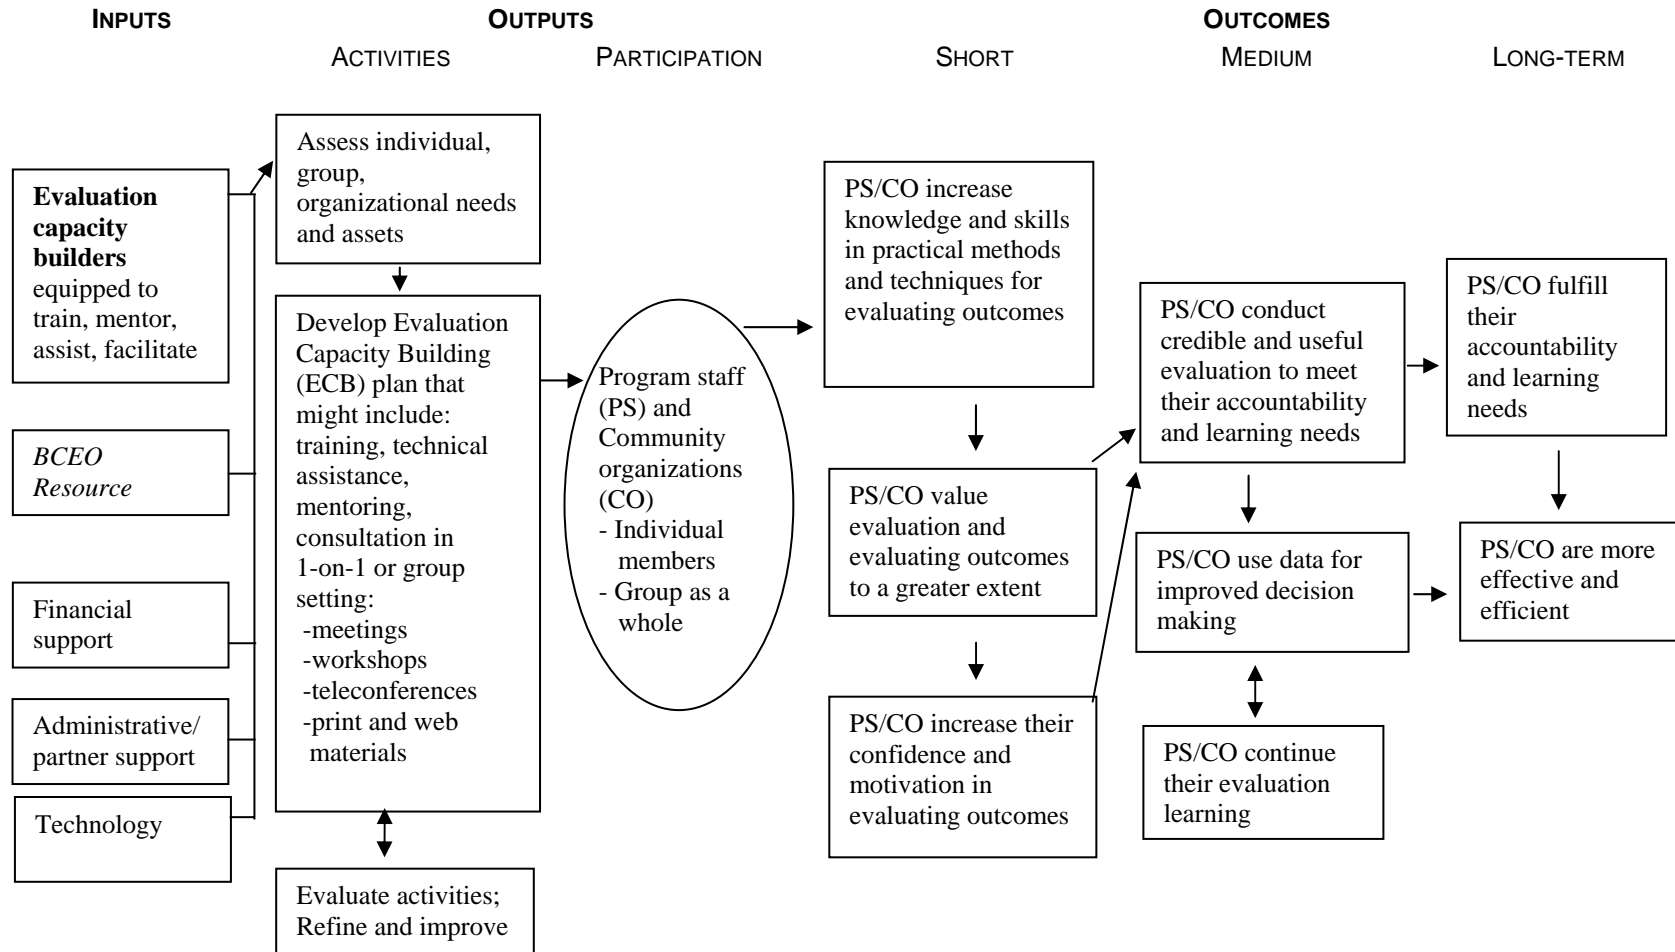 INPUTS
OUTPUTS
OUTCOMES
ACTIVITIES
PARTICIPATION
SHORT
MEDIUM
LONG-TERM
Evaluation
capacity
builders
equipped to
train, mentor,
assist, facilitate
BCEO
Resource
Financial
support
Administrative/
partner support
Technology
Assess individual,
group,
organizational needs
and assets
Develop Evaluation
Capacity Building
(ECB) plan that
might include:
training, technical
assistance,
mentoring,
consultation in
1-on-1 or group
setting:
-meetings
-workshops
-teleconferences
-print and web
materials
Evaluate activities;
Refine and improve
Program staff
(PS) and
Community
organizations
(CO)
- Individual
members
- Group as a
whole
PS/CO increase
knowledge and skills
in practical methods
and techniques for
evaluating outcomes
PS/CO value
evaluation and
evaluating outcomes
to a greater extent
PS/CO increase their
confidence and
motivation in
evaluating outcomes
PS/CO conduct
credible and useful
evaluation to meet
their accountability
and learning needs
PS/CO use data for
improved decision
making
PS/CO continue
their evaluation
learning
PS/CO fulfill
their
accountability
and learning
needs
PS/CO are more
effective and
efficient